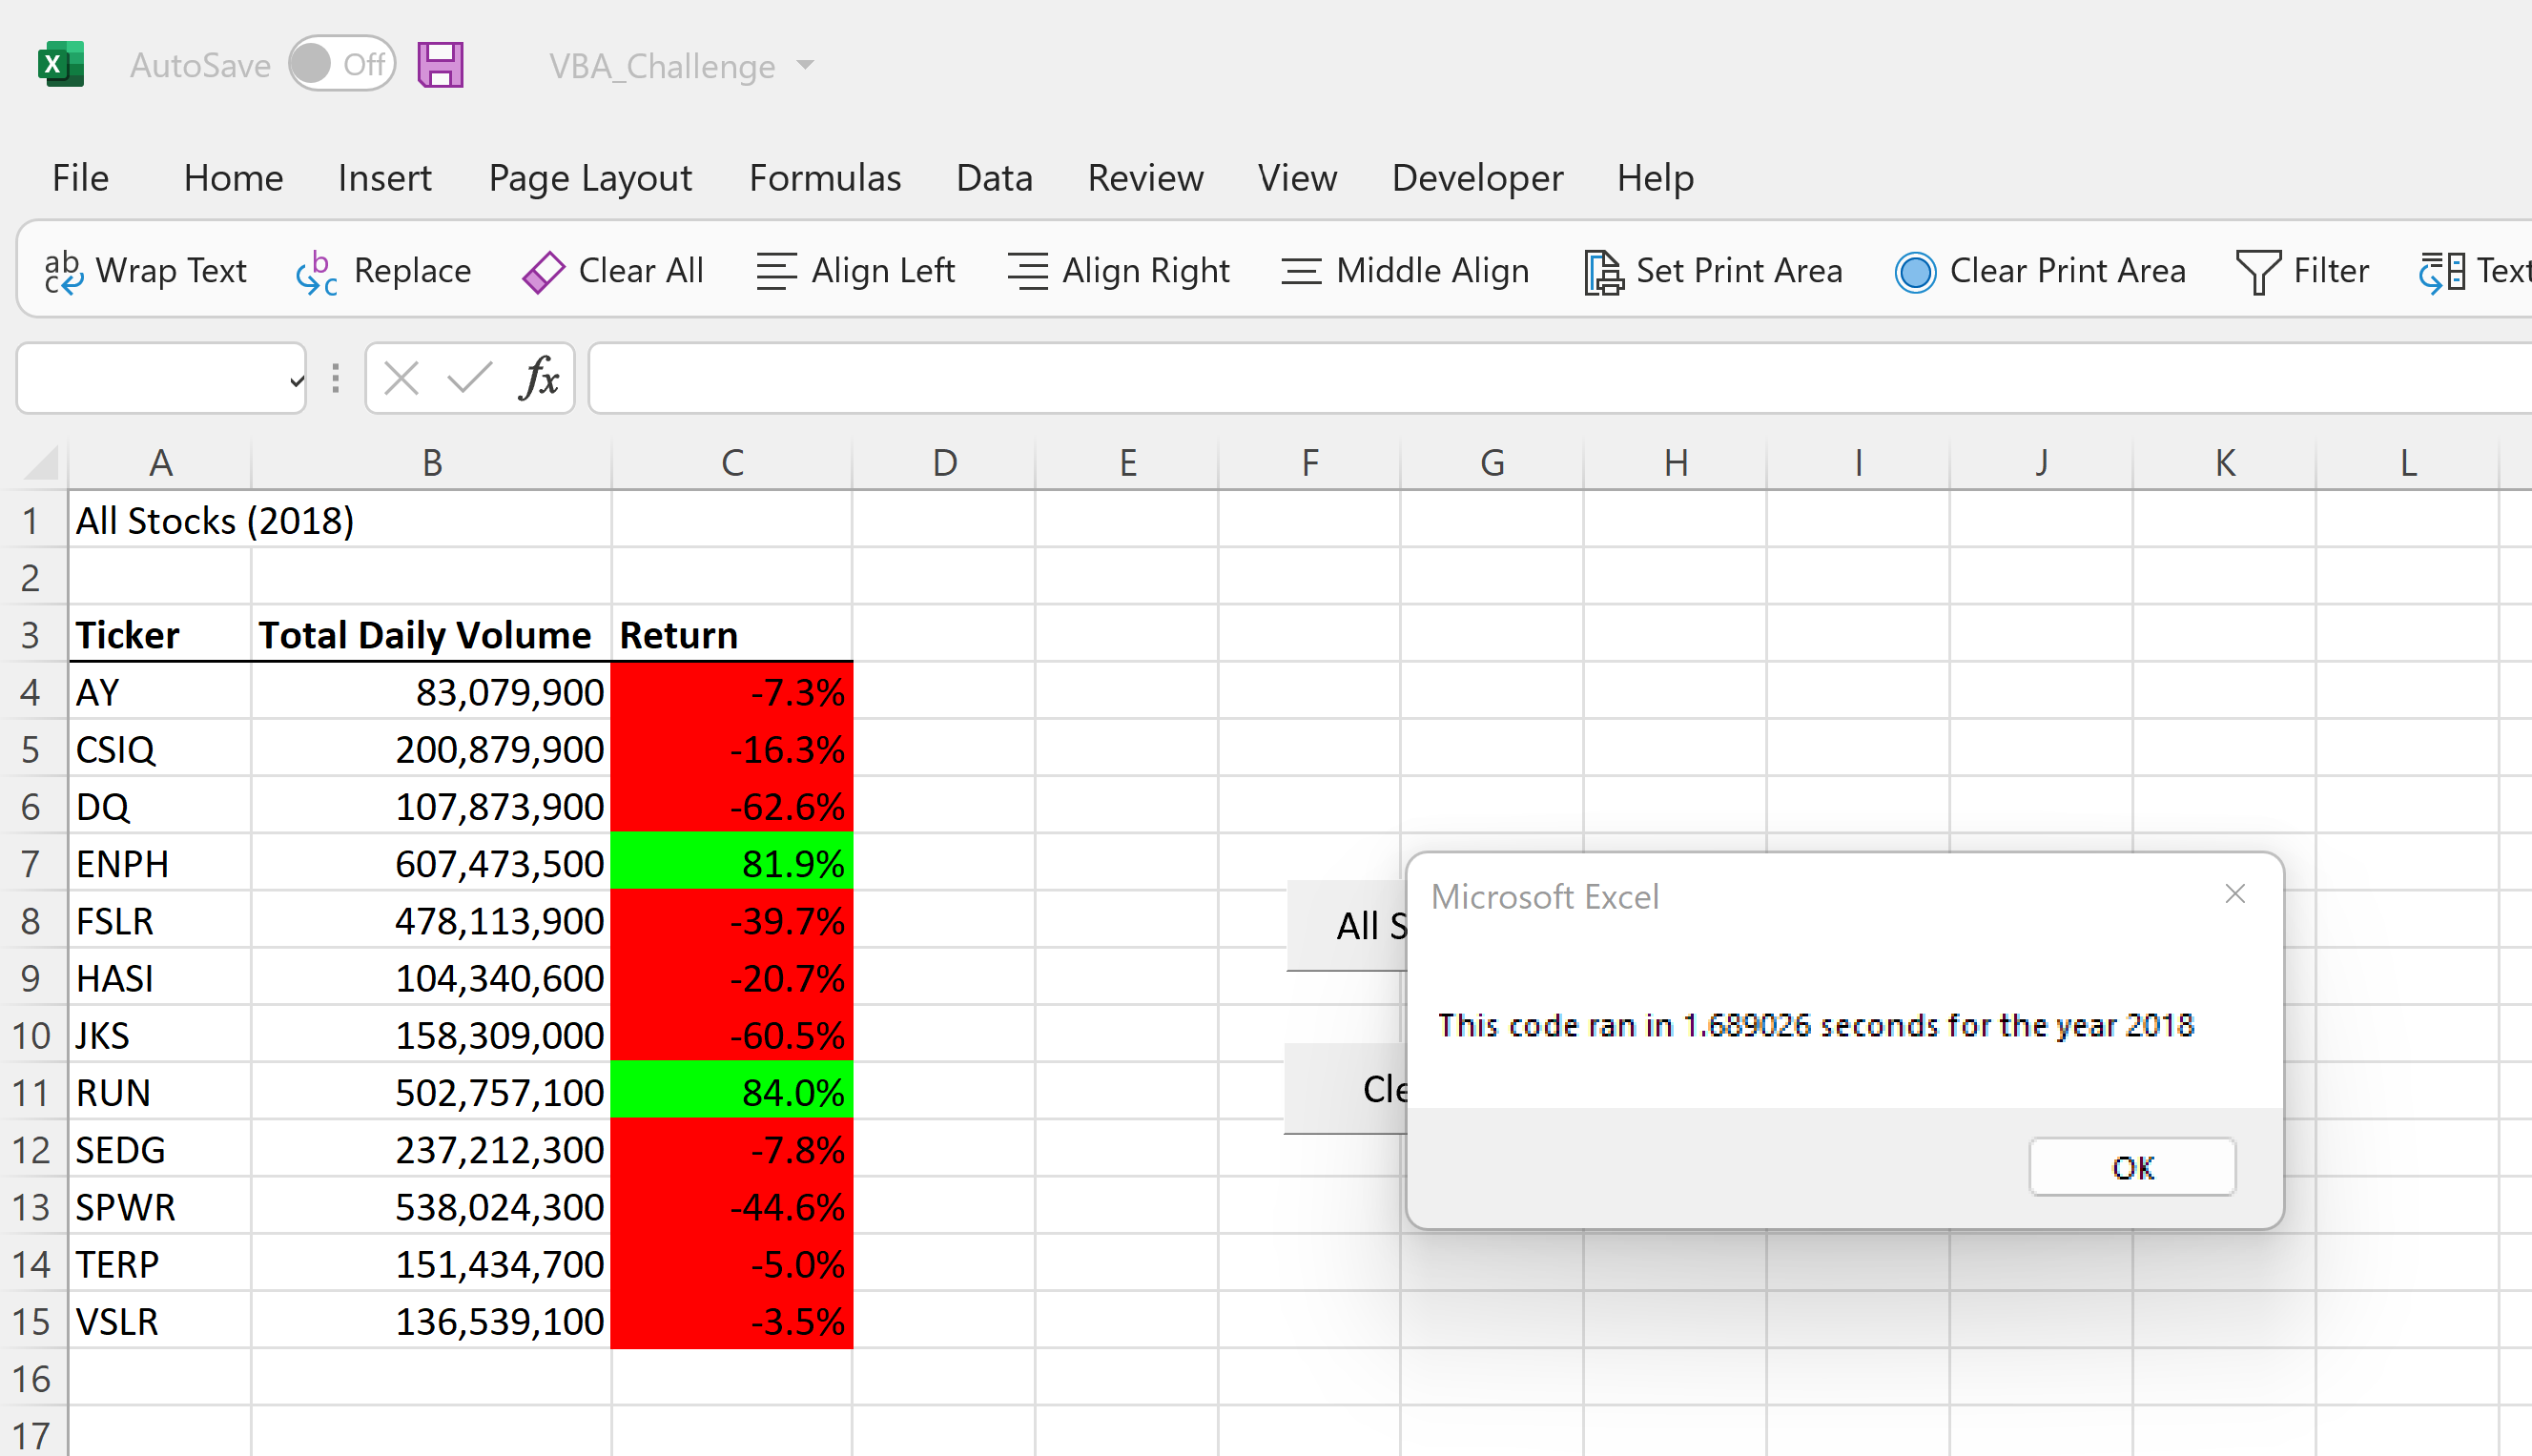 AutoSave Off VBA_Challenge
File Home Insert Page Layout Formulas Data Review View Developer Help
Wrap Text Replace Clear All Align Left Align Right Middle Align Set Print Area Clear Print Area Filter Text
fx
A B C D E F G H I J K L
1 All Stocks (2018)
2
3 Ticker Total Daily Volume Return
4 AY 83,079,900 -7.3%
5 CSIQ 200,879,900 -16.3%
6 DQ 107,873,900 -62.6%
7 ENPH 607,473,500 81.9%
8 FSLR 478,113,900 -39.7%
9 HASI 104,340,600 -20.7%
10 JKS 158,309,000 -60.5%
11 RUN 502,757,100 84.0%
12 SEDG 237,212,300 -7.8%
13 SPWR 538,024,300 -44.6%
14 TERP 151,434,700 -5.0%
15 VSLR 136,539,100 -3.5%
16
17
All S
Cle
Microsoft Excel
This code ran in 1.689026 seconds for the year 2018
OK